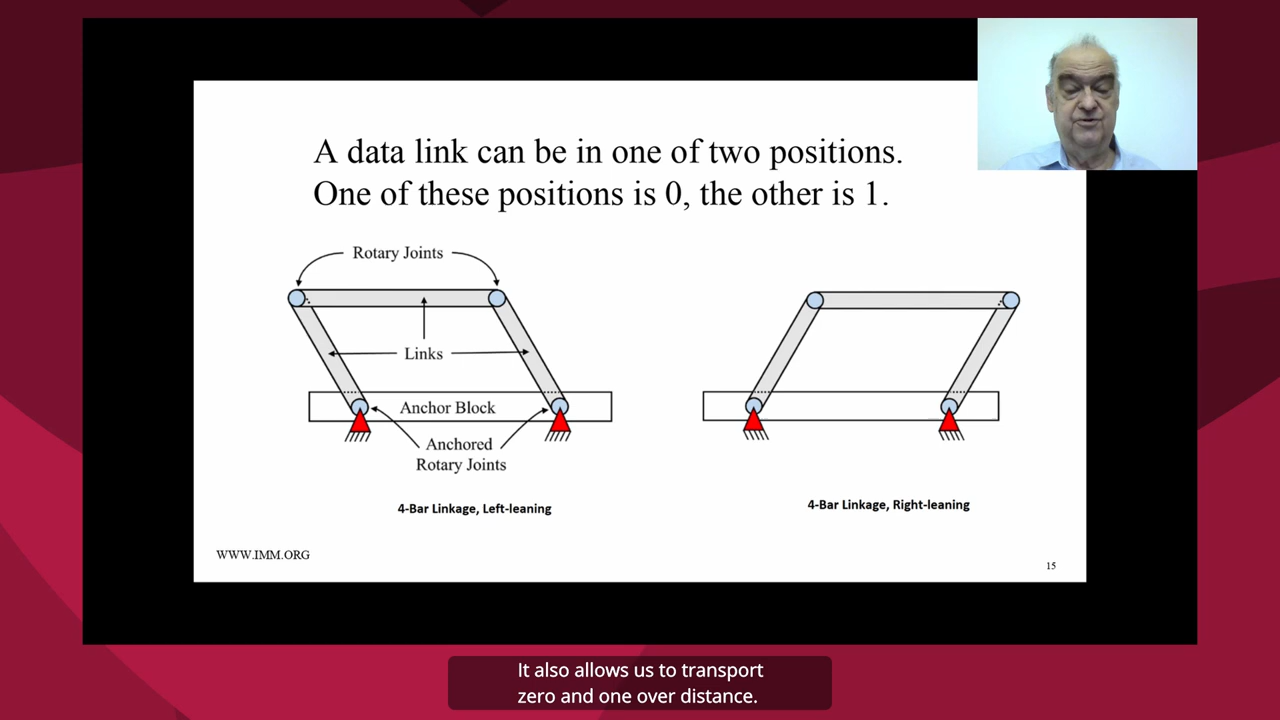 A data link can be in one of two positions.
One of these positions is 0, the other is 1.
Rotary Joints
Links
Anchor Block
Anchored
Rotary Joints
4-Bar Linkage, Left-leaning
4-Bar Linkage, Right-leaning
WWW.IMM.ORG
15
It also allows us to transport
zero and one over distance.